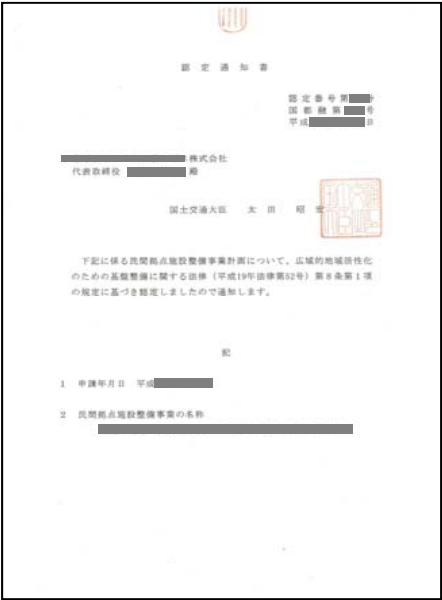 認定通知書
認定番号第 号
国都融第 号
平成 日
株式会社
代表取締役 殿
国土交通大臣 太田 昭宏
下記に係る民間拠点施設整備事業計画について、広域的地域活性化
のための基盤整備に関する法律(平成19年法律第52号)第8条第1項
の規定に基づき認定しましたので通知します。
記
1 申請年月日 平成
2 民間拠点施設整備事業の名称